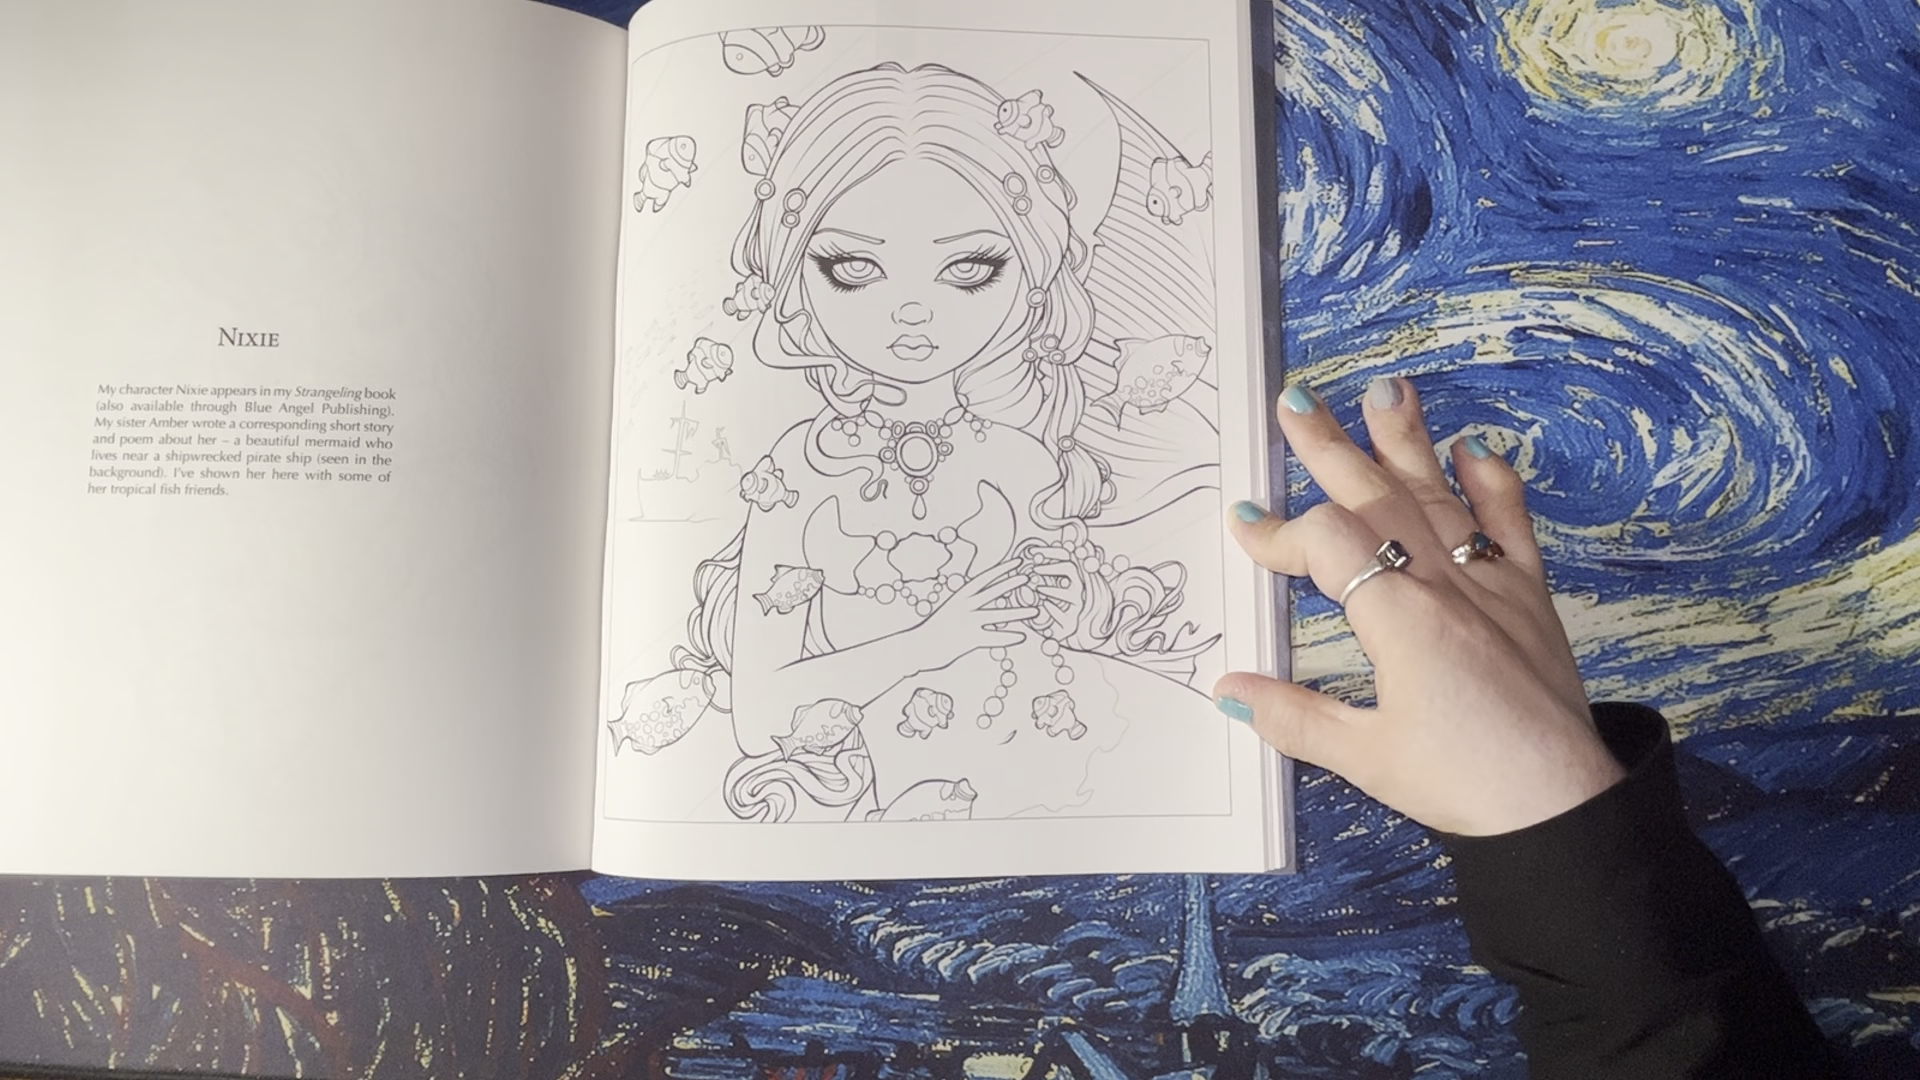 NIXIE
My character Nixie appears in my Strangeling book
(also available through Blue Angel Publishing).
My sister Amber wrote a corresponding short story
and poem about her – a beautiful mermaid who
lives near a shipwrecked pirate ship (seen in the
background). I've shown her here with some of
her tropical fish friends.